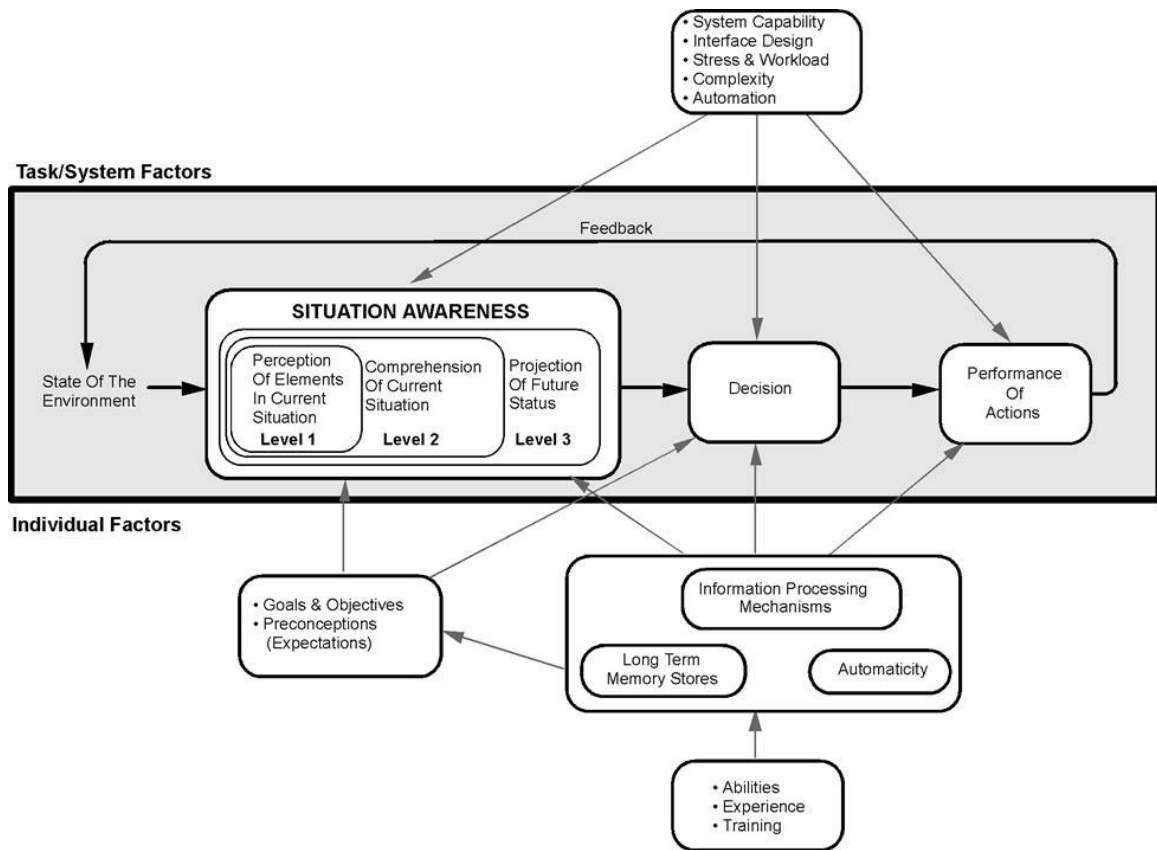 • System Capability
• Interface Design
• Stress & Workload
• Complexity
• Automation
Task/System Factors
Feedback
SITUATION AWARENESS
Perception
Of Elements
In Current
Situation
Level 1
Comprehension
Of Current
Situation
Level 2
Projection
Of Future
Status
Level 3
State Of The
Environment
Decision
Performance
Of
Actions
Individual Factors
• Goals & Objectives
• Preconceptions
(Expectations)
Information Processing
Mechanisms
Long Term
Memory Stores
Automaticity
• Abilities
• Experience
• Training